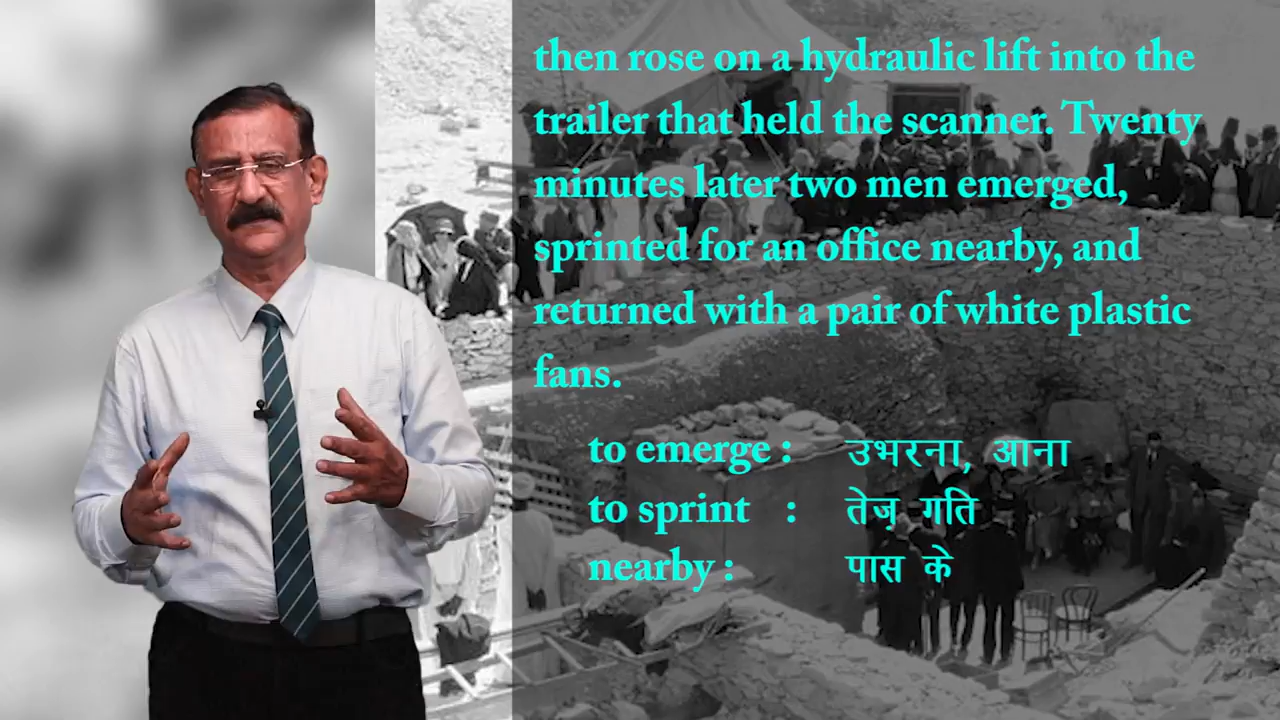 then rose on a hydraulic lift into the
trailer that held the scanner. Twenty
minutes later two men emerged,
sprinted for an office nearby, and
returned with a pair of white plastic
fans.
to emerge : उभरना, आना
to sprint : तेज़ गति
nearby : पास के